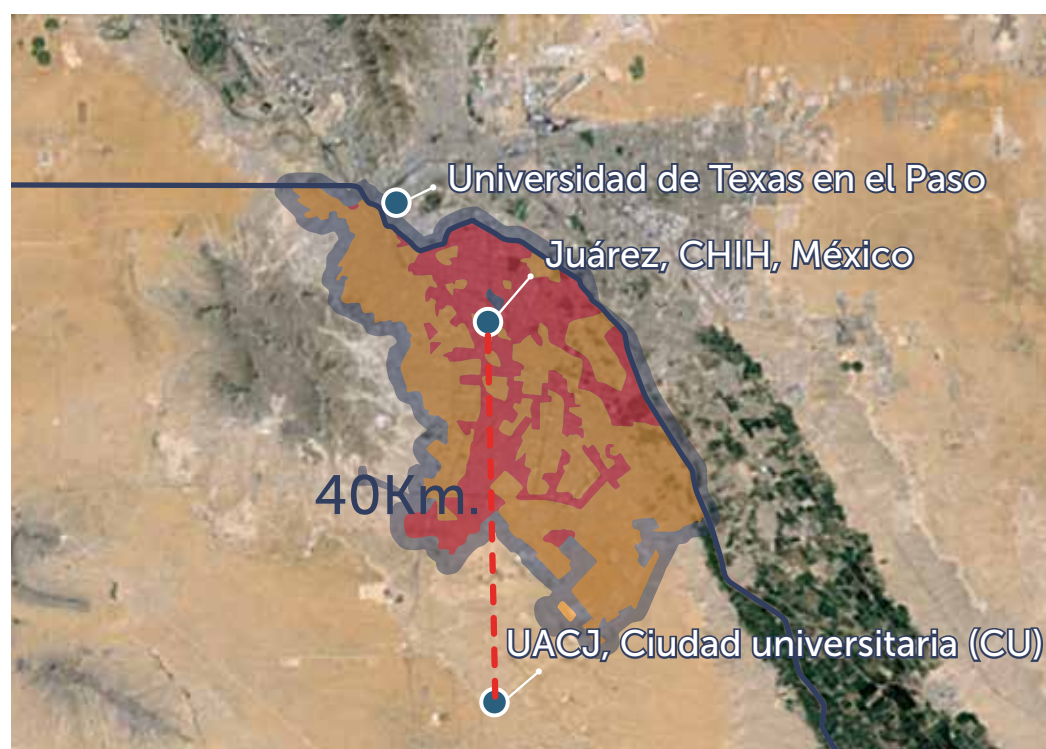 Universidad de Texas en el Paso
Juárez, CHIH, México
40Km.
UACJ, Ciudad universitaria (CU)